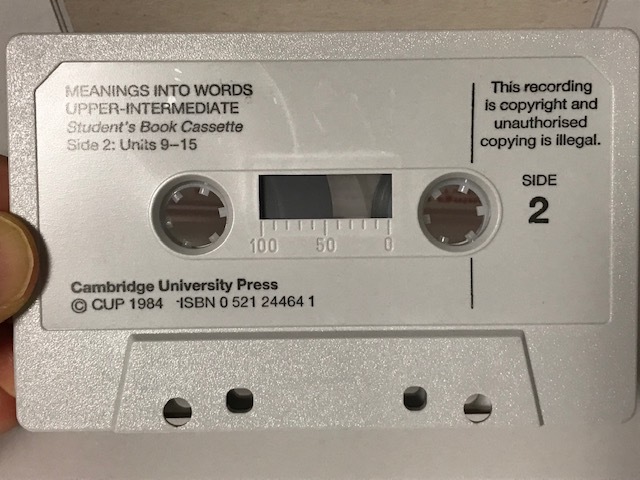 MEANINGS INTO WORDS
UPPER-INTERMEDIATE
Student's Book Cassette
Side 2: Units 9–15
This recording
is copyright and
unauthorised
copying is illegal.
SIDE
2
100 50 0
Cambridge University Press
© CUP 1984 ISBN 0 521 24464 1